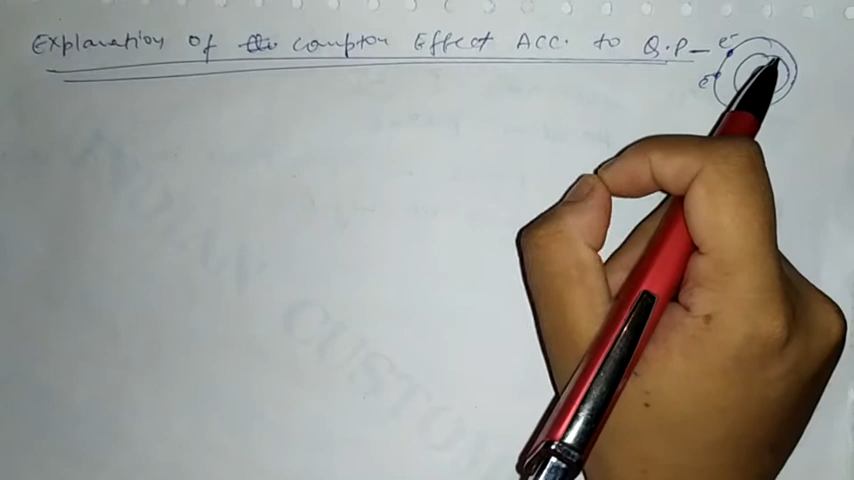 Explanation of the compton Effect ACC. to Q.P- e-
e-